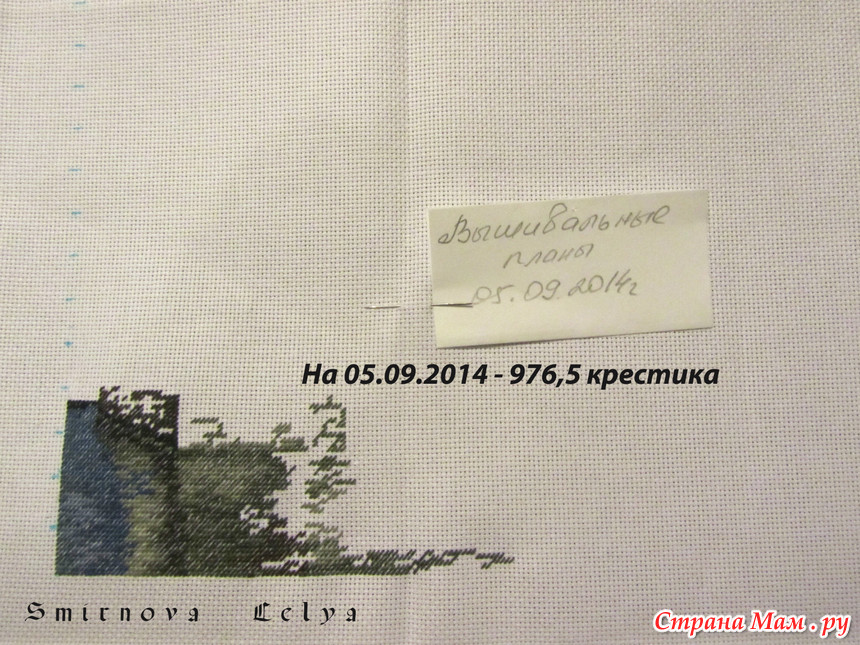 Вышивальные
планы
05.09.2014г
На 05.09.2014 - 976,5 крестика
Smirnova Lelya
Страна Мам.ру